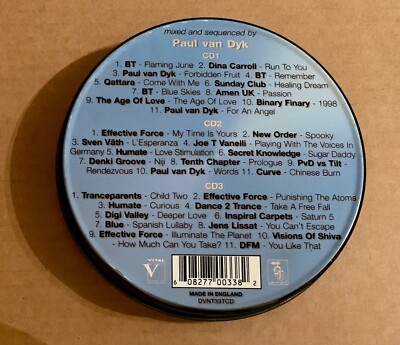 mixed and sequenced by
Paul van Dyk
CD1
1. BT - Flaming June 2. Dina Carroll - Run To You
3. Paul van Dyk - Forbidden Fruit 4. BT - Remember
5. Qattara - Come With Me 6. Sunday Club - Healing Dream
7. BT - Blue Skies 8. Amen UK - Passion
9. The Age Of Love - The Age Of Love 10. Binary Finary - 1998
11. Paul van Dyk - For An Angel
CD2
1. Effective Force - My Time Is Yours 2. New Order - Spooky
3. Sven Väth - L'Esperanza 4. Joe T Vanelli - Playing With The Voices In
Germany 5. Humate - Love Stimulation 6. Secret Knowledge - Sugar Daddy
7. Denki Groove - Niji 8. Tenth Chapter - Prologue 9. PvD vs Tilt -
Rendezvous 10. Paul van Dyk - Words 11. Curve - Chinese Burn
CD3
1. Tranceparents - Child Two 2. Effective Force - Punishing The Atoms
3. Humate - Curious 4. Dance 2 Trance - Take A Free Fall
5. Digi Valley - Deeper Love 6. Inspiral Carpets - Saturn 5
7. Blue - Spanish Lullaby 8. Jens Lissat - You Can't Escape
9. Effective Force - Illuminate The Planet 10. Visions Of Shiva
- How Much Can You Take? 11. DFM - You Like That
VITAL
V
6 08277 00338 2
MADE IN ENGLAND
DVNT33TCD